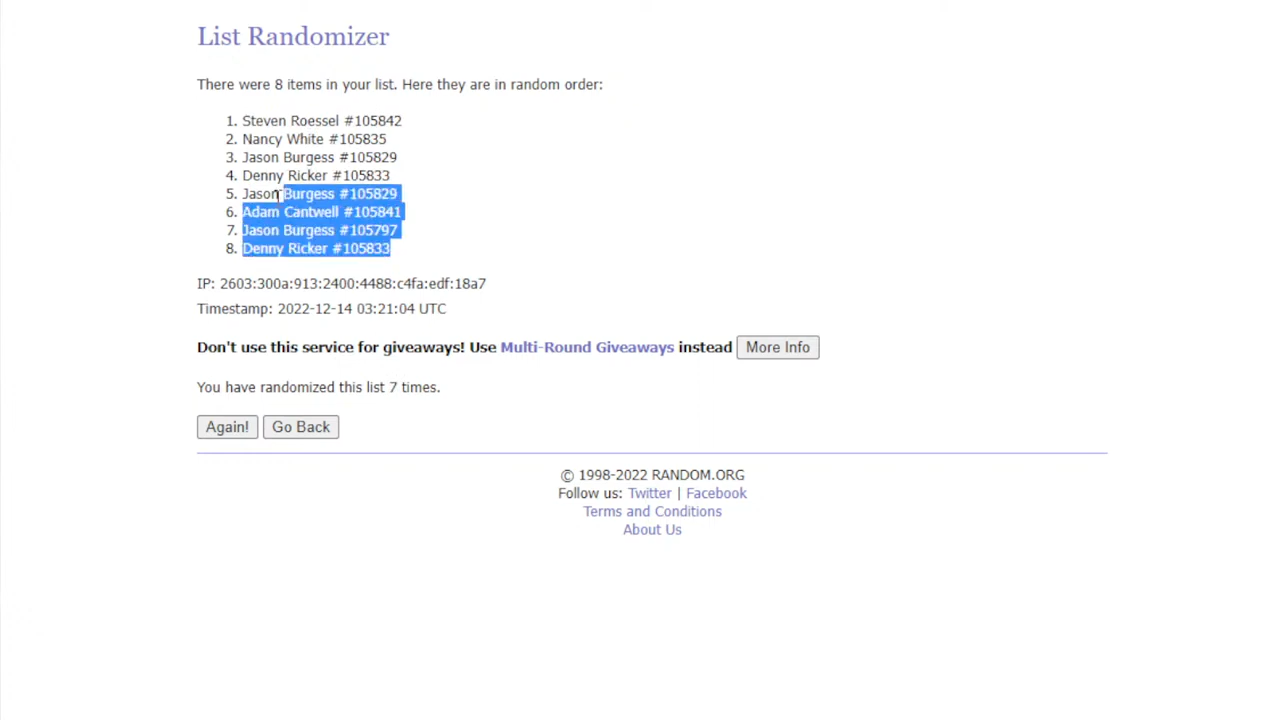 List Randomizer
There were 8 items in your list. Here they are in random order:
1. Steven Roessel #105842
2. Nancy White #105835
3. Jason Burgess #105829
4. Denny Ricker #105833
5. Jason Burgess #105829
6. Adam Cantwell #105841
7. Jason Burgess #105797
8. Denny Ricker #105833
IP: 2603:300a:913:2400:4488:c4fa:edf:18a7
Timestamp: 2022-12-14 03:21:04 UTC
Don't use this service for giveaways! Use Multi-Round Giveaways instead More Info
You have randomized this list 7 times.
Again! Go Back
© 1998-2022 RANDOM.ORG
Follow us: Twitter | Facebook
Terms and Conditions
About Us